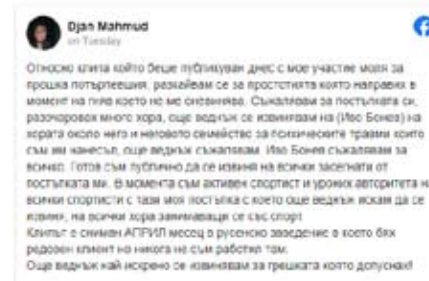 Djan Mahmud
on Tuesday
Относно клипа който беше публикуван днес с мое участие моля за
прошка потърпевшия, разкайвам се за простотията която направих в
момент на гняв което не ме оневинява. Съжалявам за постъпката си,
разочаровах много хора, още веднъж се извинявам на (Иво Бонев) на
хората около него и неговото семейство за психическите травми които
съм им нанесъл, още веднъж съжалявам. Иво Бонев съжалявам за
всичко. Готов съм публично да се извиня на всички засегнати от
постъпката ми. В момента съм активен спортист и уроних авторитета на
всички спортисти с тази моя постъпка с което още веднъж искам да се
извиня, на всички хора занимаващи се със спорт.
Клипът е сниман АПРИЛ месец в русенско заведение в което бях
редовен клиент но никога не съм работил там.
Още веднъж най искрено се извинявам за грешката която допуснах!